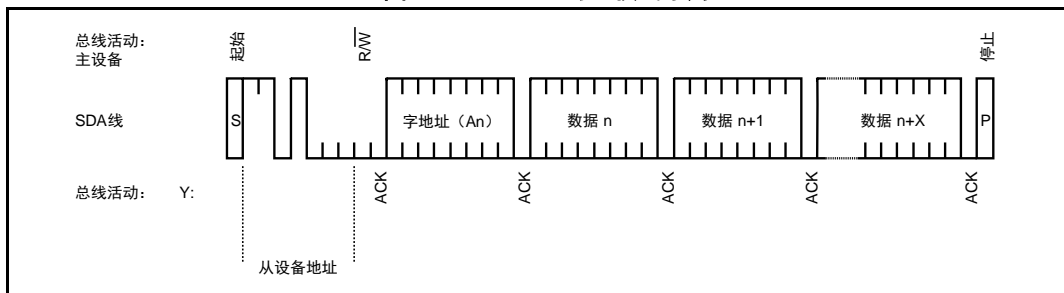 总线活动：
主设备
起始
R/W
停止
SDA线
S
字地址（An）
数据 n
数据 n+1
数据 n+X
P
总线活动： Y:
ACK
ACK
ACK
ACK
ACK
从设备地址